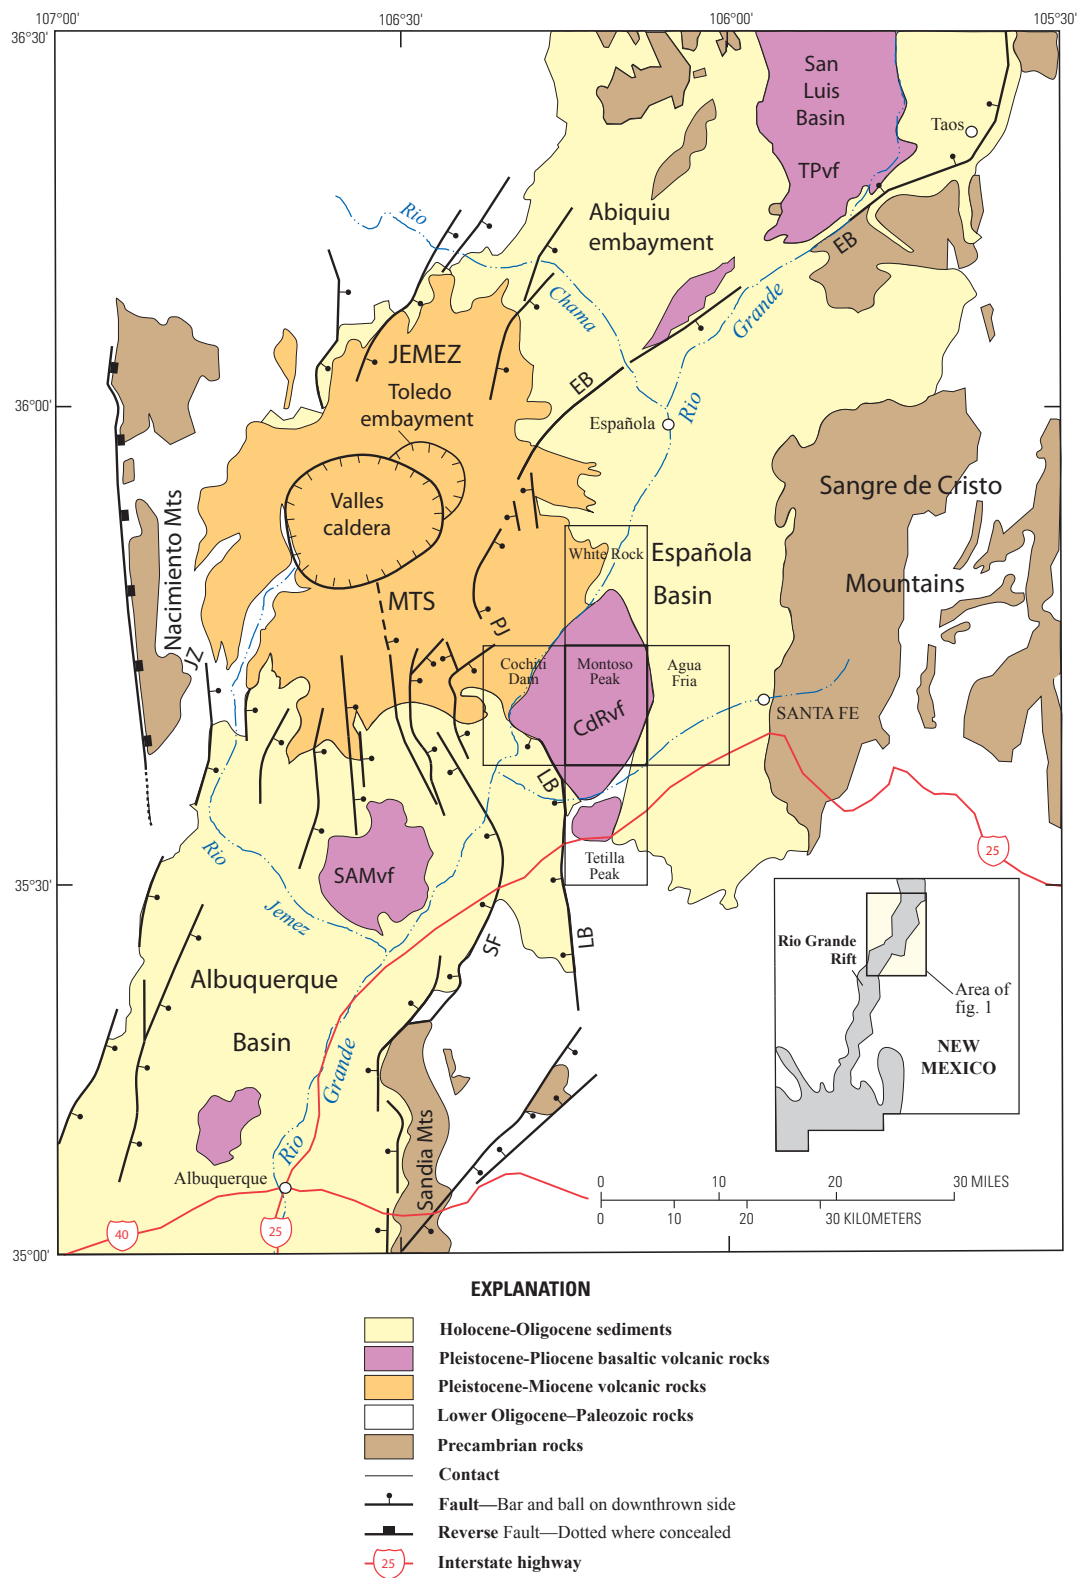 107°00'
106°30'
106°00'
105°30'
36°30'
San
Luis
Basin
TPvf
Taos
Rio
Abiquiu
embayment
EB
Chama
Grande
JEMEZ
Toledo
embayment
EB
Rio
36°00'
Española
Sangre de Cristo
Valles
caldera
Nacimiento Mts
White Rock
Española
Basin
Mountains
MTS
PJ
JZ
Cochiti
Dam
Montoso
Peak
Agua
Fria
CdRvf
SANTA FE
LB
Rio
25
Tetilla
Peak
35°30'
SAMvf
Jemez
SF
LB
Rio Grande
Rift
Albuquerque
Area of
fig. 1
Basin
NEW
MEXICO
Grande
Sandia Mts
Rio
Albuquerque
0 10 20 30 MILES
0 10 20 30 KILOMETERS
40
25
35°00'
EXPLANATION
Holocene-Oligocene sediments
Pleistocene-Pliocene basaltic volcanic rocks
Pleistocene-Miocene volcanic rocks
Lower Oligocene–Paleozoic rocks
Precambrian rocks
Contact
Fault—Bar and ball on downthrown side
Reverse Fault—Dotted where concealed
25 Interstate highway